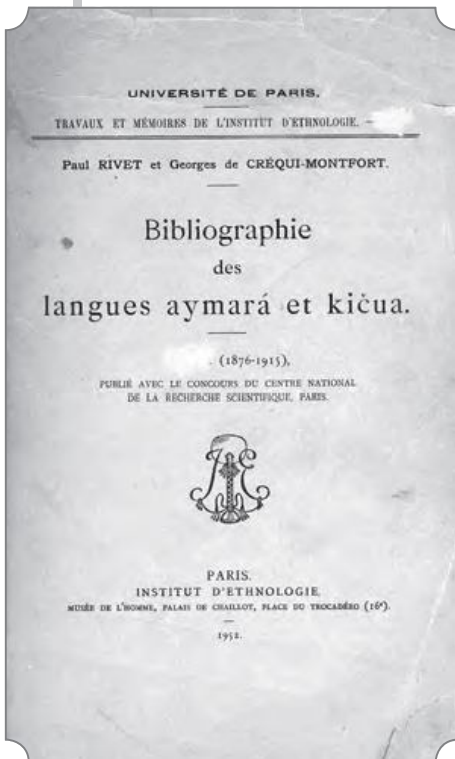 UNIVERSITÉ DE PARIS.
TRAVAUX ET MÉMOIRES DE L'INSTITUT D'ETHNOLOGIE. —
Paul RIVET et Georges de CRÉQUI-MONTFORT.
Bibliographie
des
langues aymará et kičua.
(1876-1915),
PUBLIÉ AVEC LE CONCOURS DU CENTRE NATIONAL
DE LA RECHERCHE SCIENTIFIQUE, PARIS.
PARIS.
INSTITUT D'ETHNOLOGIE,
MUSÉE DE L'HOMME, PALAIS DE CHAILLOT, PLACE DU TROCADÉRO (16e).
1952.